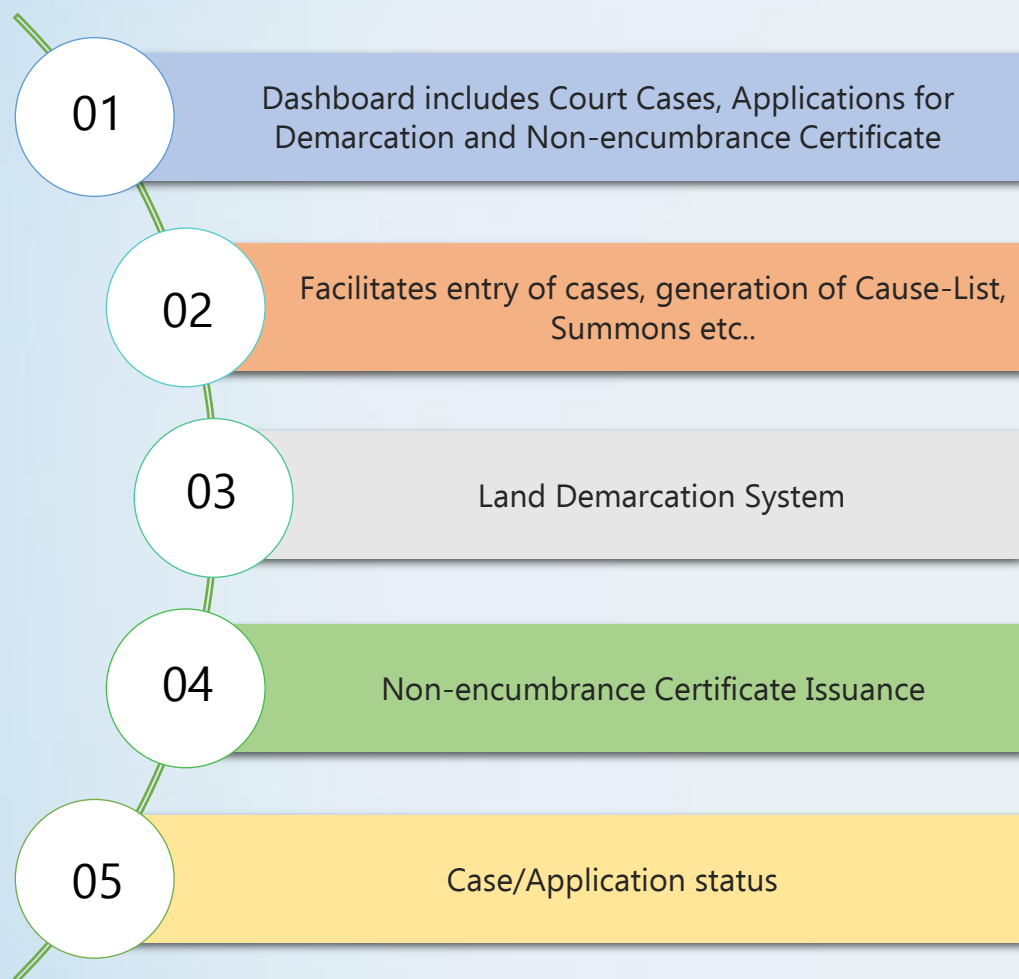 01
Dashboard includes Court Cases, Applications for
Demarcation and Non-encumbrance Certificate
02
Facilitates entry of cases, generation of Cause-List,
Summons etc..
03
Land Demarcation System
04
Non-encumbrance Certificate Issuance
05
Case/Application status